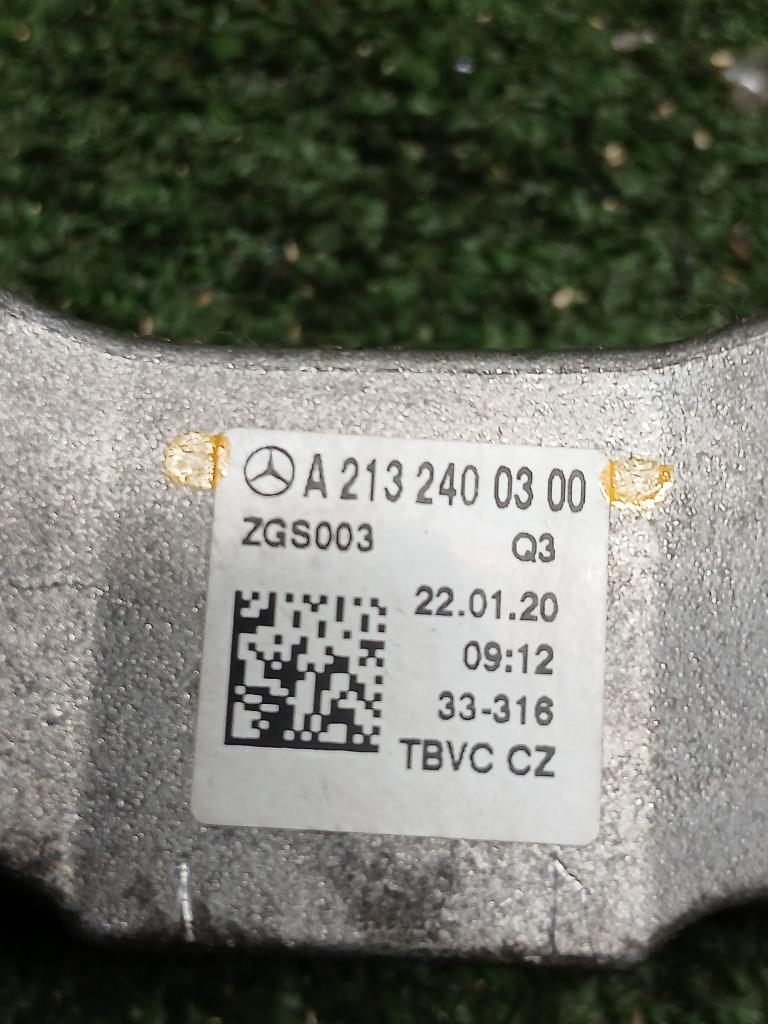 A 213 240 03 00
ZGS003 Q3
22.01.20
09:12
33-316
TBVC CZ